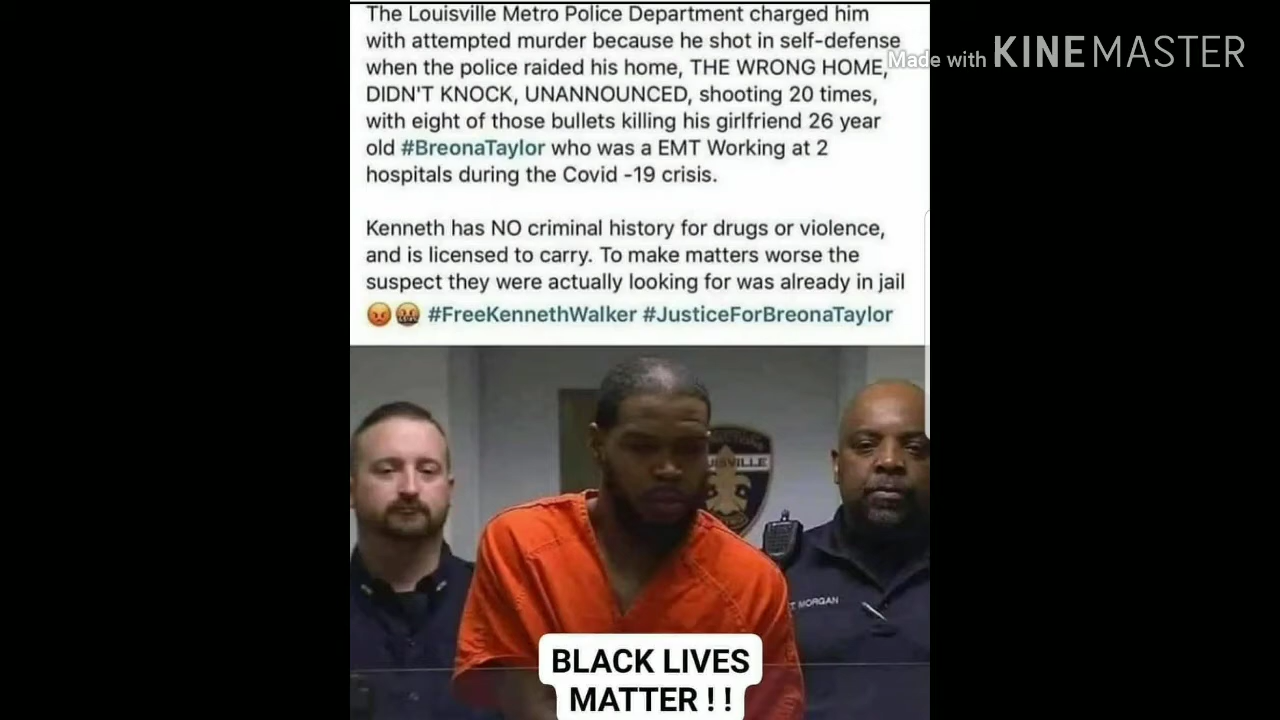 The Louisville Metro Police Department charged him
with attempted murder because he shot in self-defense
when the police raided his home, THE WRONG HOME,
DIDN'T KNOCK, UNANNOUNCED, shooting 20 times,
with eight of those bullets killing his girlfriend 26 year
old #BreonaTaylor who was a EMT Working at 2
hospitals during the Covid -19 crisis.
Kenneth has NO criminal history for drugs or violence,
and is licensed to carry. To make matters worse the
suspect they were actually looking for was already in jail
😡🤬 #FreeKennethWalker #JusticeForBreonaTaylor
Made with KINEMASTER
MORGAN
BLACK LIVES
MATTER ! !